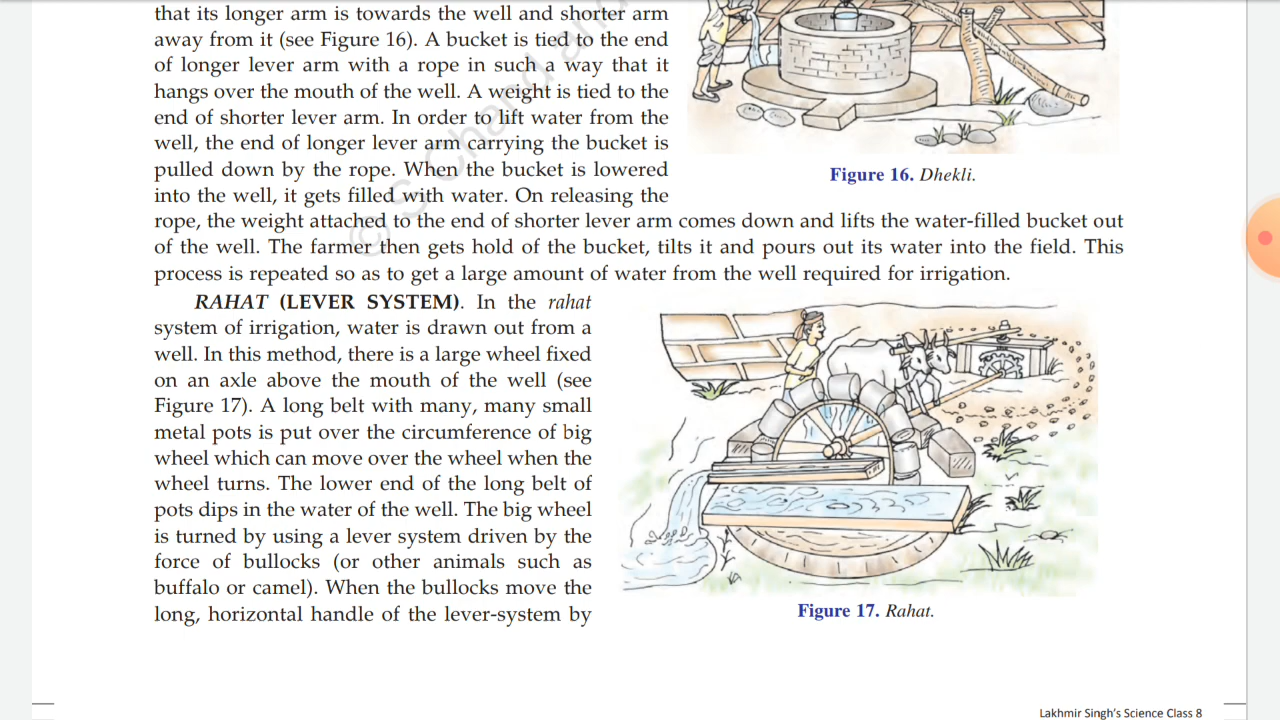 that its longer arm is towards the well and shorter arm
away from it (see Figure 16). A bucket is tied to the end
of longer lever arm with a rope in such a way that it
hangs over the mouth of the well. A weight is tied to the
end of shorter lever arm. In order to lift water from the
well, the end of longer lever arm carrying the bucket is
pulled down by the rope. When the bucket is lowered
into the well, it gets filled with water. On releasing the
Figure 16. Dhekli.
rope, the weight attached to the end of shorter lever arm comes down and lifts the water-filled bucket out
of the well. The farmer then gets hold of the bucket, tilts it and pours out its water into the field. This
process is repeated so as to get a large amount of water from the well required for irrigation.
RAHAT (LEVER SYSTEM). In the rahat
system of irrigation, water is drawn out from a
well. In this method, there is a large wheel fixed
on an axle above the mouth of the well (see
Figure 17). A long belt with many, many small
metal pots is put over the circumference of big
wheel which can move over the wheel when the
wheel turns. The lower end of the long belt of
pots dips in the water of the well. The big wheel
is turned by using a lever system driven by the
force of bullocks (or other animals such as
buffalo or camel). When the bullocks move the
long, horizontal handle of the lever-system by
Figure 17. Rahat.
© S Chand and
Lakhmir Singh's Science Class 8